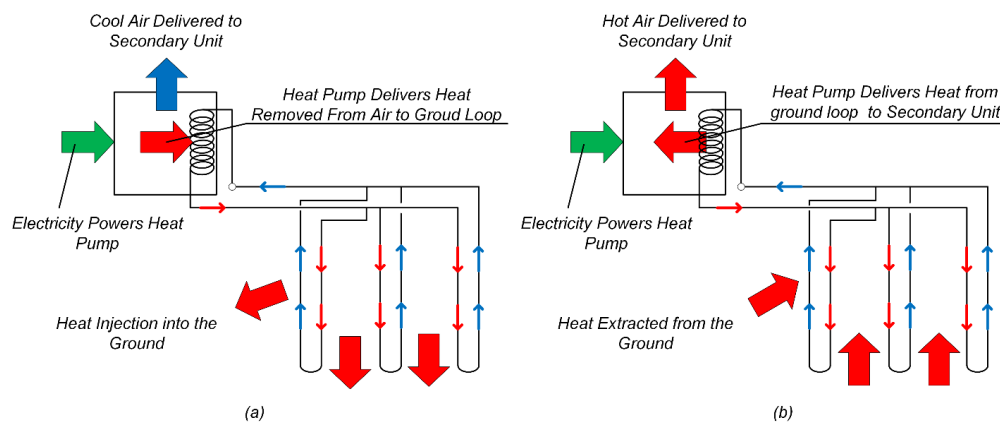 Cool Air Delivered to
Secondary Unit
Heat Pump Delivers Heat
Removed From Air to Groud Loop
Electricity Powers Heat
Pump
Heat Injection into the
Ground
(a)
Hot Air Delivered to
Secondary Unit
Heat Pump Delivers Heat from
ground loop to Secondary Unit
Electricity Powers Heat
Pump
Heat Extracted from the
Ground
(b)